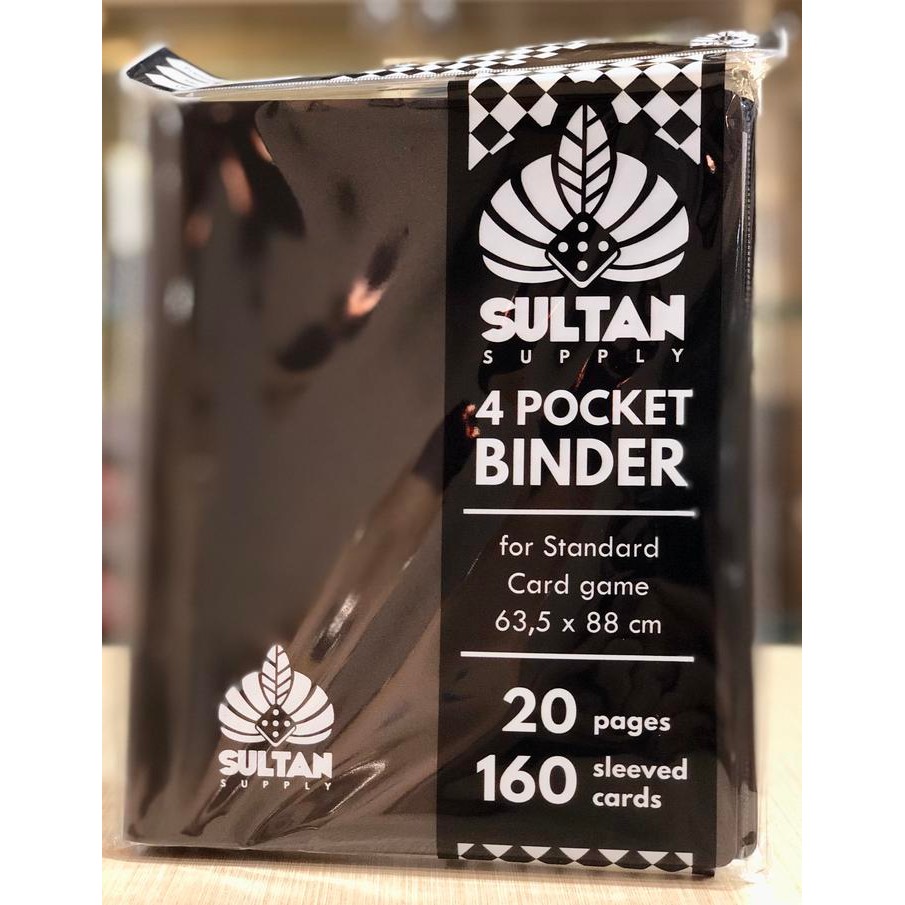 SULTAN
SUPPLY
4 POCKET
BINDER
for Standard
Card game
63,5 x 88 cm
20 pages
160 sleeved
cards
SULTAN
SUPPLY